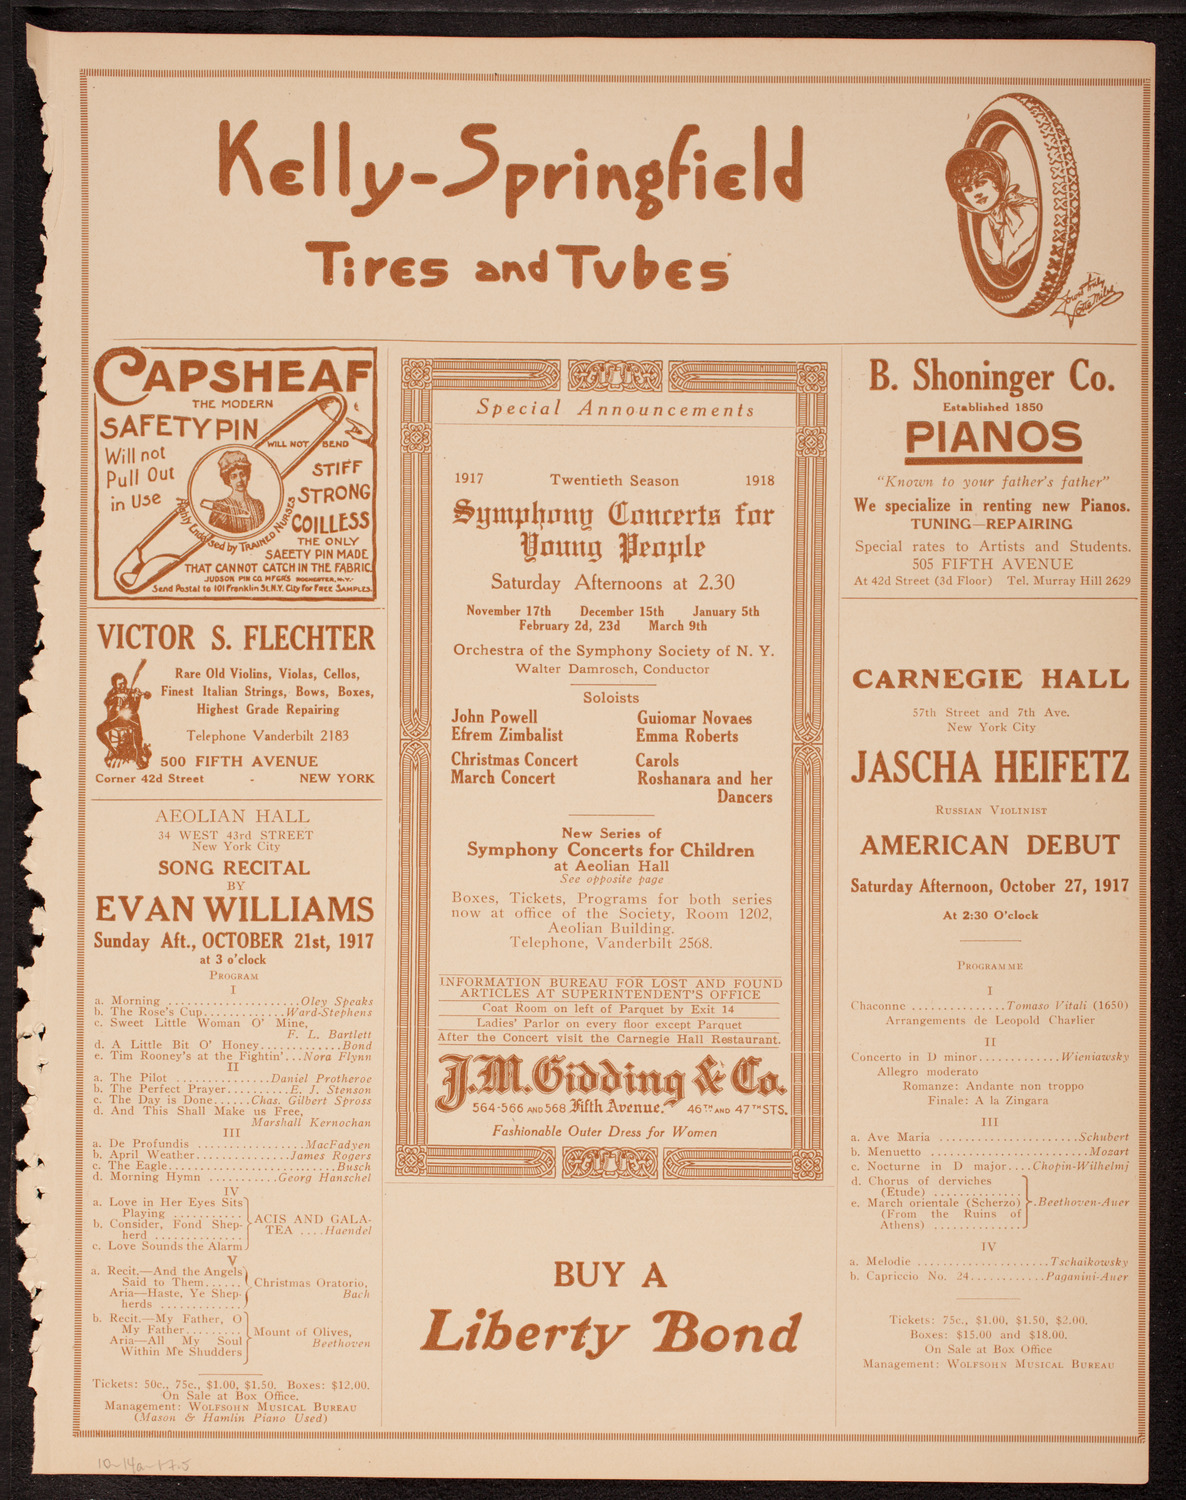 Kelly-Springfield
Tires and Tubes
Yours truly
Lotta Miles
CAPSHEAF
THE MODERN
SAFETY PIN
WILL NOT BEND
Will not
Pull Out
in Use
STIFF
STRONG
COILLESS
Highly Endorsed by TRAINED NURSES
THE ONLY
SAEETY PIN MADE
THAT CANNOT CATCH IN THE FABRIC.
JUDSON PIN CO. MFGRS ROCHESTER, N.Y.
Send Postal to 101 Franklin St. N.Y. City for FREE SAMPLES.
VICTOR S. FLECHTER
Rare Old Violins, Violas, Cellos,
Finest Italian Strings, Bows, Boxes,
Highest Grade Repairing
Telephone Vanderbilt 2183
500 FIFTH AVENUE
Corner 42d Street - NEW YORK
AEOLIAN HALL
34 WEST 43rd STREET
New York City
SONG RECITAL
BY
EVAN WILLIAMS
Sunday Aft., OCTOBER 21st, 1917
at 3 o'clock
PROGRAM
I
a. Morning .....................Oley Speaks
b. The Rose's Cup.............Ward-Stephens
c. Sweet Little Woman O' Mine,
F. L. Bartlett
d. A Little Bit O' Honey.............Bond
e. Tim Rooney's at the Fightin'...Nora Flynn
II
a. The Pilot ...............Daniel Protheroe
b. The Perfect Prayer..........E. J. Stenson
c. The Day is Done......Chas. Gilbert Spross
d. And This Shall Make us Free,
Marshall Kernochan
III
a. De Profundis .................MacFadyen
b. April Weather...............James Rogers
c. The Eagle...........................Busch
d. Morning Hymn ...........Georg Hanschel
IV
a. Love in Her Eyes Sits
Playing ...........
b. Consider, Fond Shep-
herd ..............
c. Love Sounds the Alarm
ACIS AND GALA-
TEA ....Haendel
V
a. Recit.—And the Angels
Said to Them......
Aria—Haste, Ye Shep-
herds .............
Christmas Oratorio,
Bach
b. Recit.—My Father, O
My Father.........
Aria—All My Soul
Within Me Shudders
Mount of Olives,
Beethoven
Tickets: 50c., 75c., $1.00, $1.50. Boxes: $12.00.
On Sale at Box Office.
Management: WOLFSOHN MUSICAL BUREAU
(Mason & Hamlin Piano Used)
Special Announcements
1917 Twentieth Season 1918
Symphony Concerts for
Young People
Saturday Afternoons at 2.30
November 17th December 15th January 5th
February 2d, 23d March 9th
Orchestra of the Symphony Society of N. Y.
Walter Damrosch, Conductor
Soloists
John Powell Guiomar Novaes
Efrem Zimbalist Emma Roberts
Christmas Concert Carols
March Concert Roshanara and her
Dancers
New Series of
Symphony Concerts for Children
at Aeolian Hall
See opposite page
Boxes, Tickets, Programs for both series
now at office of the Society, Room 1202,
Aeolian Building.
Telephone, Vanderbilt 2568.
INFORMATION BUREAU FOR LOST AND FOUND
ARTICLES AT SUPERINTENDENT'S OFFICE
Coat Room on left of Parquet by Exit 14
Ladies' Parlor on every floor except Parquet
After the Concert visit the Carnegie Hall Restaurant.
J.M. Gidding & Co.
564-566 AND 568 Fifth Avenue. 46TH AND 47TH STS.
Fashionable Outer Dress for Women
BUY A
Liberty Bond
B. Shoninger Co.
Established 1850
PIANOS
"Known to your father's father"
We specialize in renting new Pianos.
TUNING—REPAIRING
Special rates to Artists and Students.
505 FIFTH AVENUE
At 42d Street (3d Floor) Tel. Murray Hill 2629
CARNEGIE HALL
57th Street and 7th Ave.
New York City
JASCHA HEIFETZ
RUSSIAN VIOLINIST
AMERICAN DEBUT
Saturday Afternoon, October 27, 1917
At 2:30 O'clock
PROGRAMME
I
Chaconne ...............Tomaso Vitali (1650)
Arrangements de Leopold Charlier
II
Concerto in D minor.............Wieniawsky
Allegro moderato
Romanze: Andante non troppo
Finale: A la Zingara
III
a. Ave Maria ......................Schubert
b. Menuetto .........................Mozart
c. Nocturne in D major....Chopin-Wilhelmj
d. Chorus of derviches
(Etude) ..............
e. March orientale (Scherzo)
(From the Ruins of
Athens) ..............
.Beethoven-Auer
IV
a. Melodie .....................Tschaikowsky
b. Capriccio No. 24............Paganini-Auer
Tickets: 75c., $1.00, $1.50, $2.00.
Boxes: $15.00 and $18.00.
On Sale at Box Office
Management: WOLFSOHN MUSICAL BUREAU
10-14a-17-5